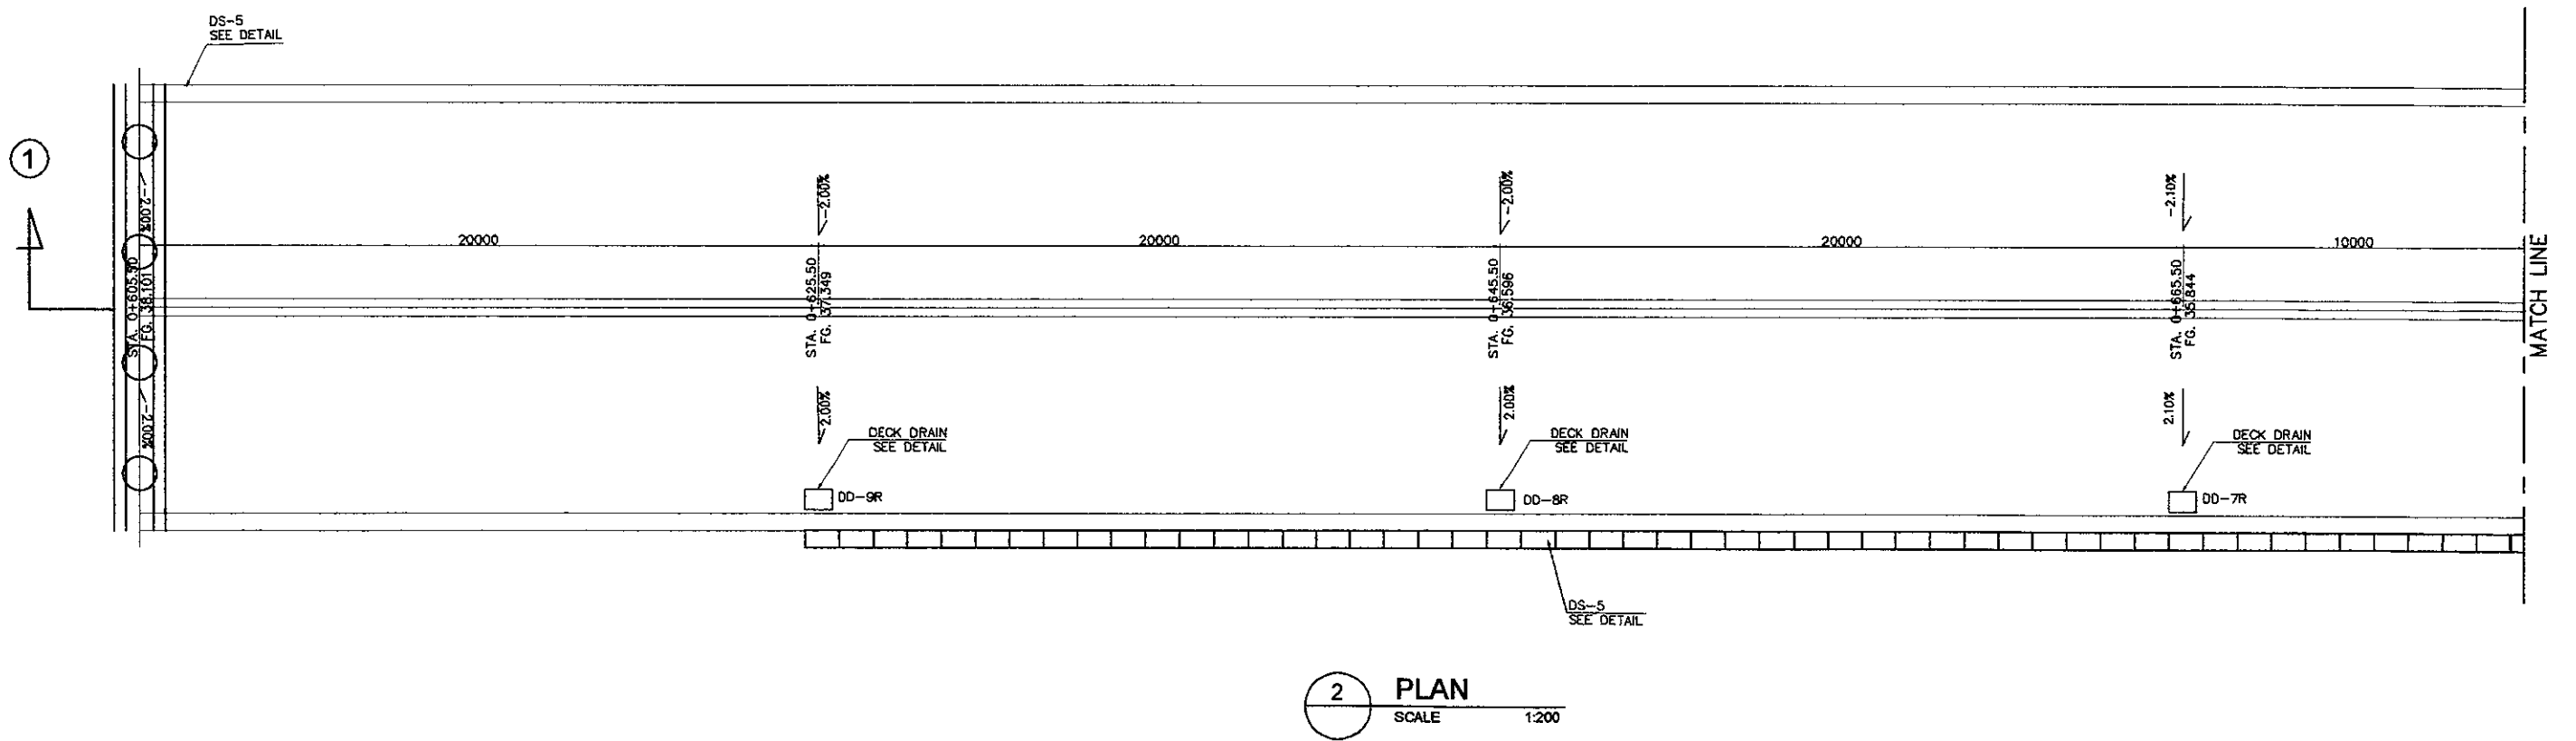 DS-5
SEE DETAIL
1
-2.00%
-2.00%
-2.00%
-2.10%
20000
20000
20000
10000
STA. 0+605.50
FG. 38.101
STA. 0+625.50
FG. 37.349
STA. 0+645.50
FG. 36.596
STA. 0+665.50
FG. 35.844
MATCH LINE
-2.00%
2.00%
2.00%
2.10%
DECK DRAIN
SEE DETAIL
DECK DRAIN
SEE DETAIL
DECK DRAIN
SEE DETAIL
DD-9R
DD-8R
DD-7R
DS-5
SEE DETAIL
2
PLAN
SCALE 1:200